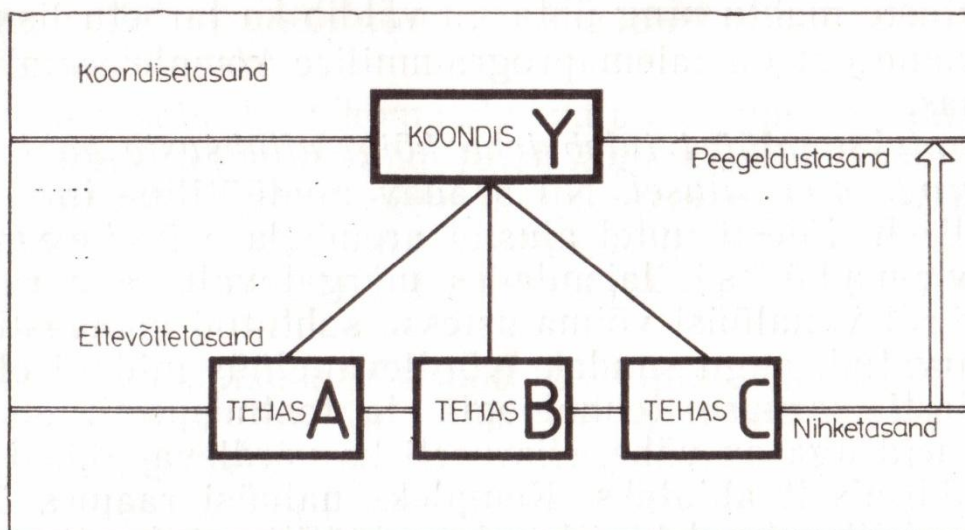 Koondisetasand
KOONDIS Y
Peegeldustasand
Ettevõttetasand
TEHAS A
TEHAS B
TEHAS C
Nihketasand